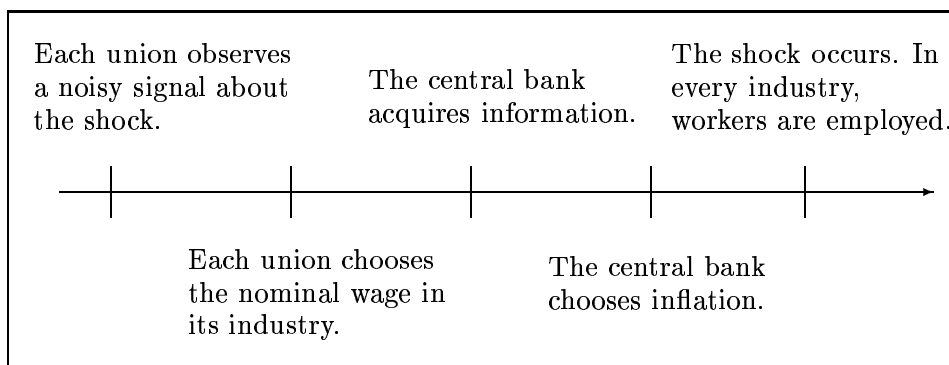 Each union observes
a noisy signal about
the shock.
Each union chooses
the nominal wage in
its industry.
The central bank
acquires information.
The central bank
chooses inflation.
The shock occurs. In
every industry,
workers are employed.